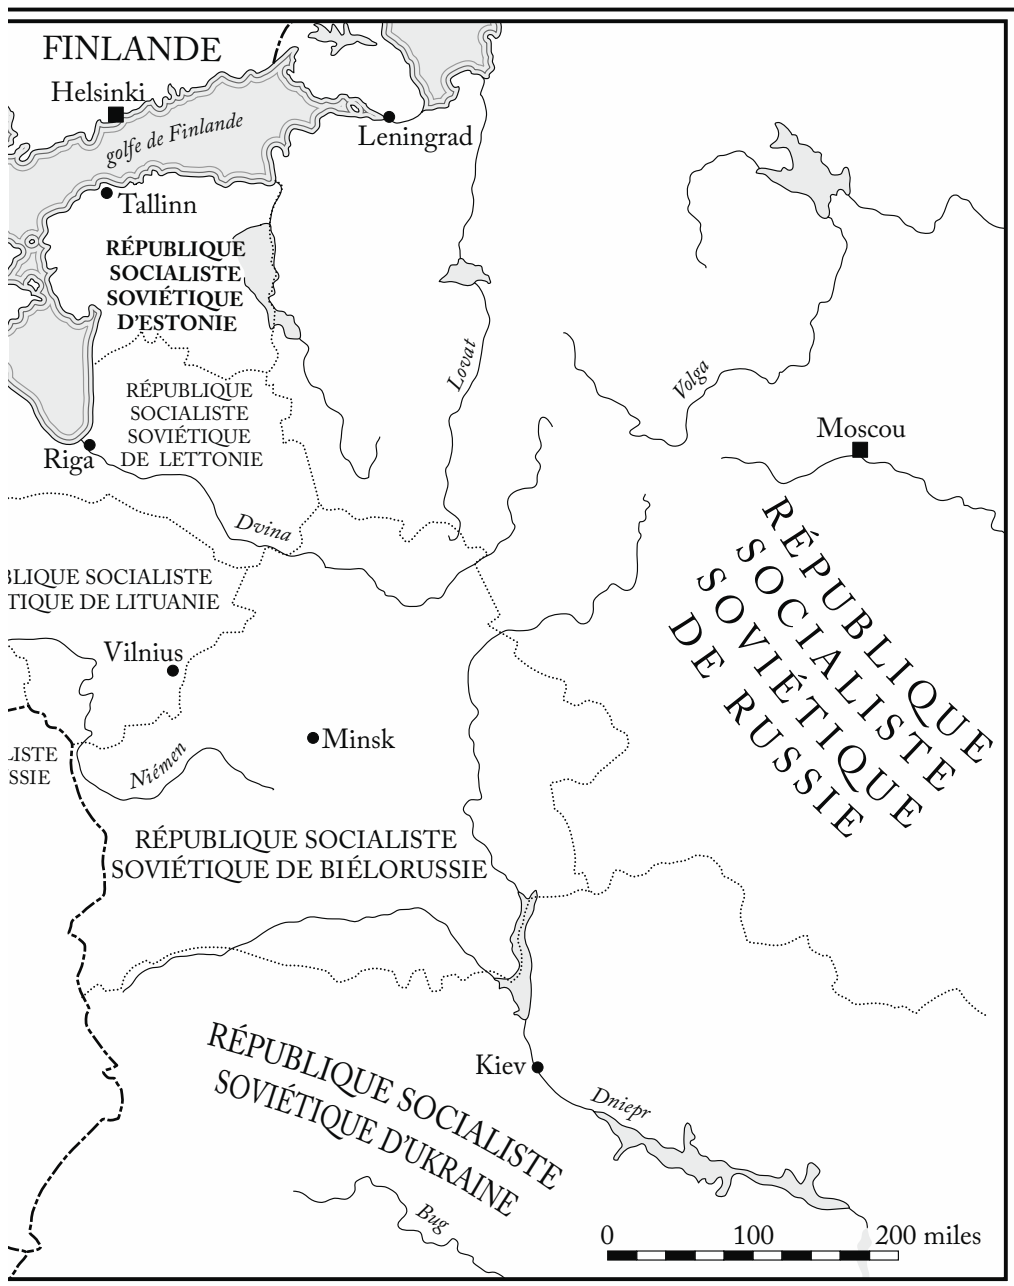 FINLANDE
Helsinki
golfe de Finlande
Leningrad
Tallinn
RÉPUBLIQUE
SOCIALISTE
SOVIÉTIQUE
D'ESTONIE
Lovat
Volga
RÉPUBLIQUE
SOCIALISTE
SOVIÉTIQUE
DE LETTONIE
Riga
Moscou
Dvina
RÉPUBLIQUE
SOCIALISTE
SOVIÉTIQUE
DE RUSSIE
BLIQUE SOCIALISTE
TIQUE DE LITUANIE
Vilnius
Minsk
LISTE
SSIE
Niémen
RÉPUBLIQUE SOCIALISTE
SOVIÉTIQUE DE BIÉLORUSSIE
RÉPUBLIQUE SOCIALISTE
SOVIÉTIQUE D'UKRAINE
Kiev
Dniepr
Bug
0 100 200 miles